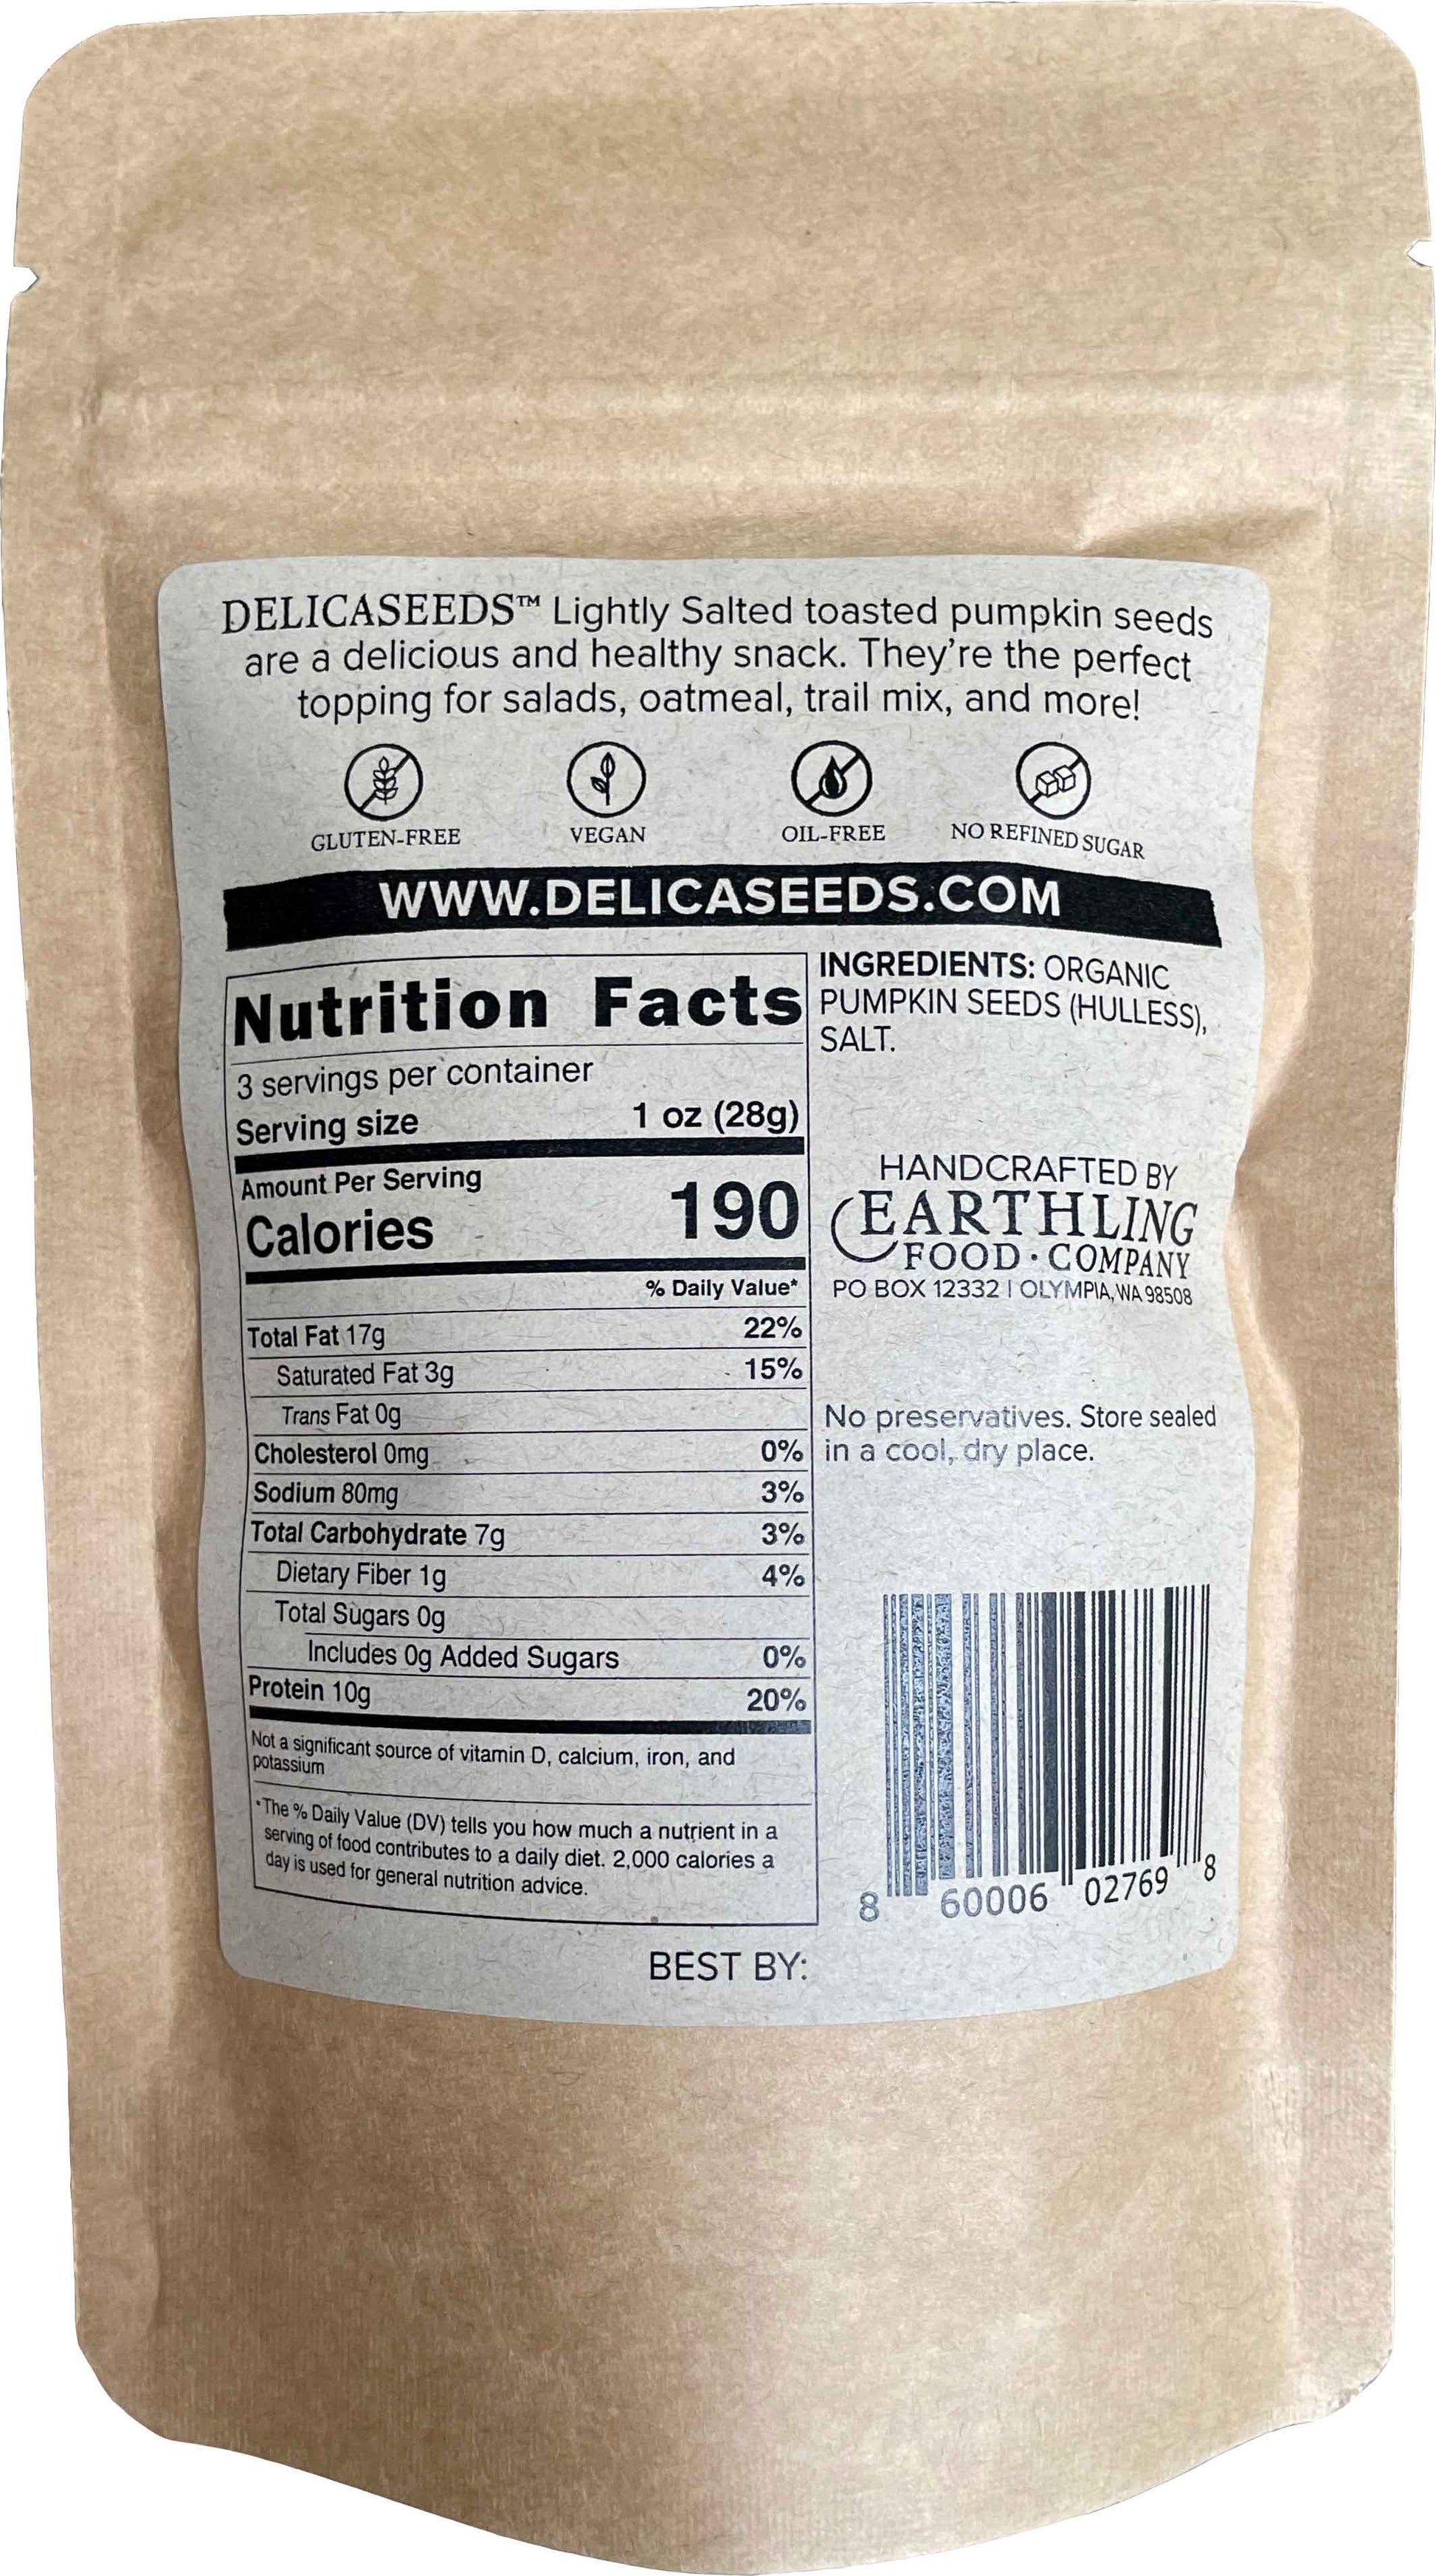 DELICASEEDS™ Lightly Salted toasted pumpkin seeds
are a delicious and healthy snack. They're the perfect
topping for salads, oatmeal, trail mix, and more!
GLUTEN-FREE VEGAN OIL-FREE NO REFINED SUGAR
WWW.DELICASEEDS.COM
Nutrition Facts
3 servings per container
Serving size 1 oz (28g)
Amount Per Serving
Calories 190
% Daily Value*
Total Fat 17g 22%
Saturated Fat 3g 15%
Trans Fat 0g
Cholesterol 0mg 0%
Sodium 80mg 3%
Total Carbohydrate 7g 3%
Dietary Fiber 1g 4%
Total Sugars 0g
Includes 0g Added Sugars 0%
Protein 10g 20%
Not a significant source of vitamin D, calcium, iron, and
potassium
*The % Daily Value (DV) tells you how much a nutrient in a
serving of food contributes to a daily diet. 2,000 calories a
day is used for general nutrition advice.
INGREDIENTS: ORGANIC
PUMPKIN SEEDS (HULLESS),
SALT.
HANDCRAFTED BY
EARTHLING
FOOD · COMPANY
PO BOX 12332 | OLYMPIA, WA 98508
No preservatives. Store sealed
in a cool, dry place.
8 60006 02769 8
BEST BY: